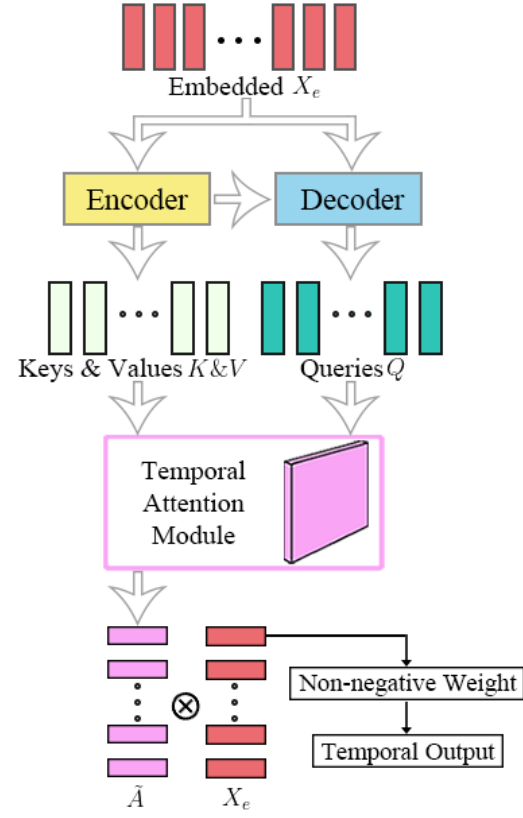 Embedded $X_e$
Encoder
Decoder
Keys & Values $K\&V$
Queries $Q$
Temporal
Attention
Module
Non-negative Weight
Temporal Output
$\tilde{A}$
$X_e$